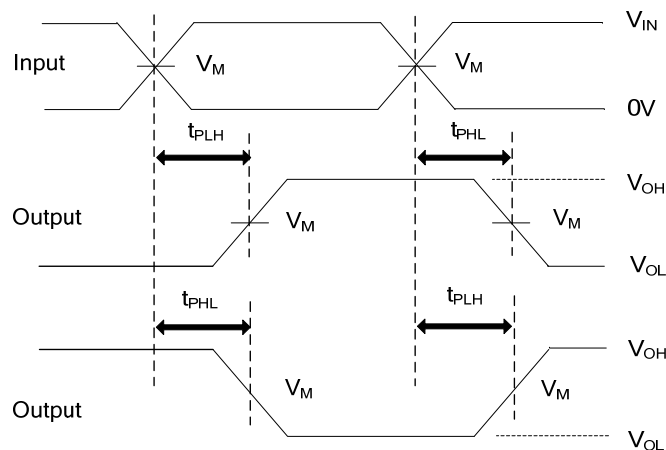 V_IN
Input
V_M
V_M
0V
t_PLH
t_PHL
V_OH
Output
V_M
V_M
V_OL
t_PHL
t_PLH
V_OH
Output
V_M
V_M
V_OL